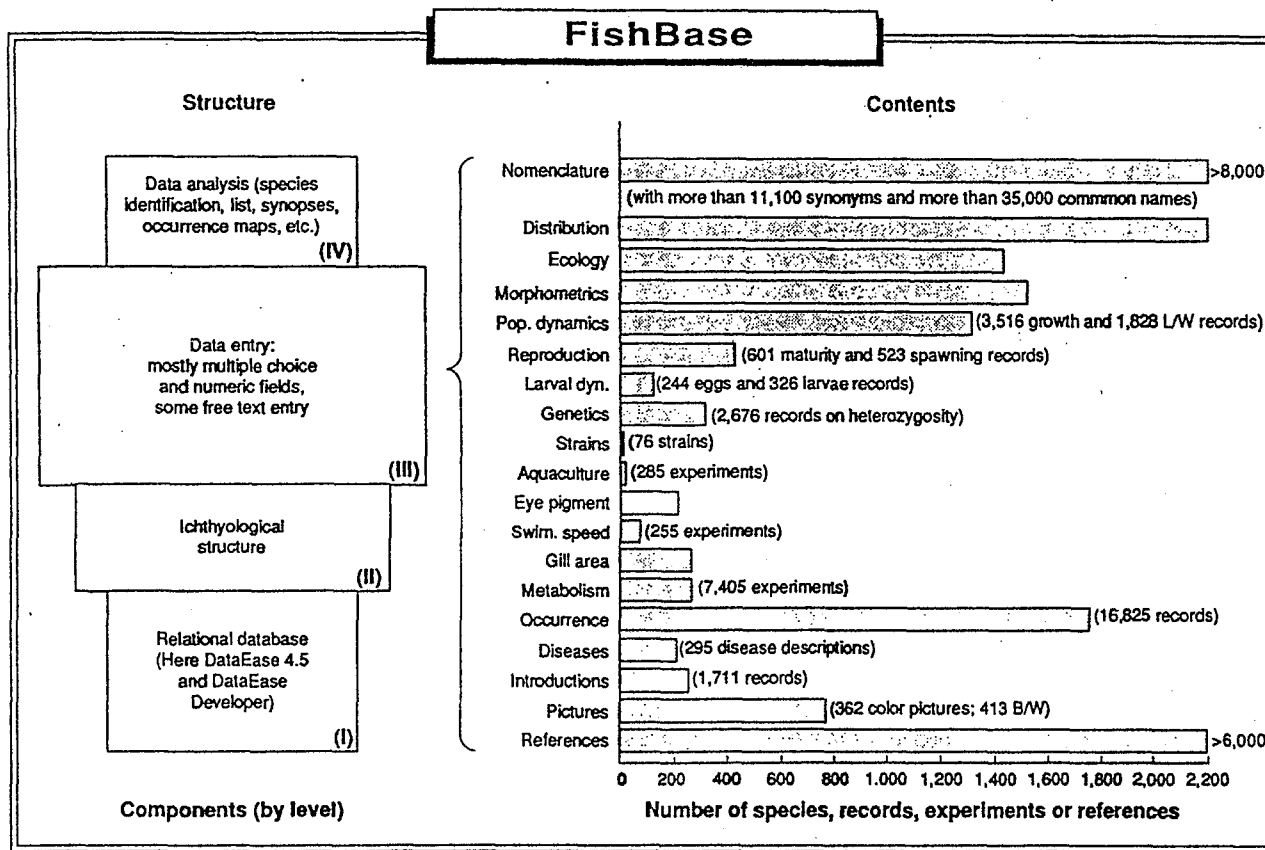 FishBase
Structure
Data analysis (species
identification, list, synopses,
occurrence maps, etc.)
(IV)
Data entry:
mostly multiple choice
and numeric fields,
some free text entry
(III)
Ichthyological
structure
(II)
Relational database
(Here DataEase 4.5
and DataEase
Developer)
(I)
Components (by level)
Contents
Nomenclature >8,000
(with more than 11,100 synonyms and more than 35,000 common names)
Distribution
Ecology
Morphometrics
Pop. dynamics (3,516 growth and 1,828 L/W records)
Reproduction (601 maturity and 523 spawning records)
Larval dyn. (244 eggs and 326 larvae records)
Genetics (2,676 records on heterozygosity)
Strains (76 strains)
Aquaculture (285 experiments)
Eye pigment
Swim. speed (255 experiments)
Gill area
Metabolism (7,405 experiments)
Occurrence (16,825 records)
Diseases (295 disease descriptions)
Introductions (1,711 records)
Pictures (362 color pictures; 413 B/W)
References >6,000
0 200 400 600 800 1.000 1,200 1,400 1,600 1,800 2,000 2,200
Number of species, records, experiments or references